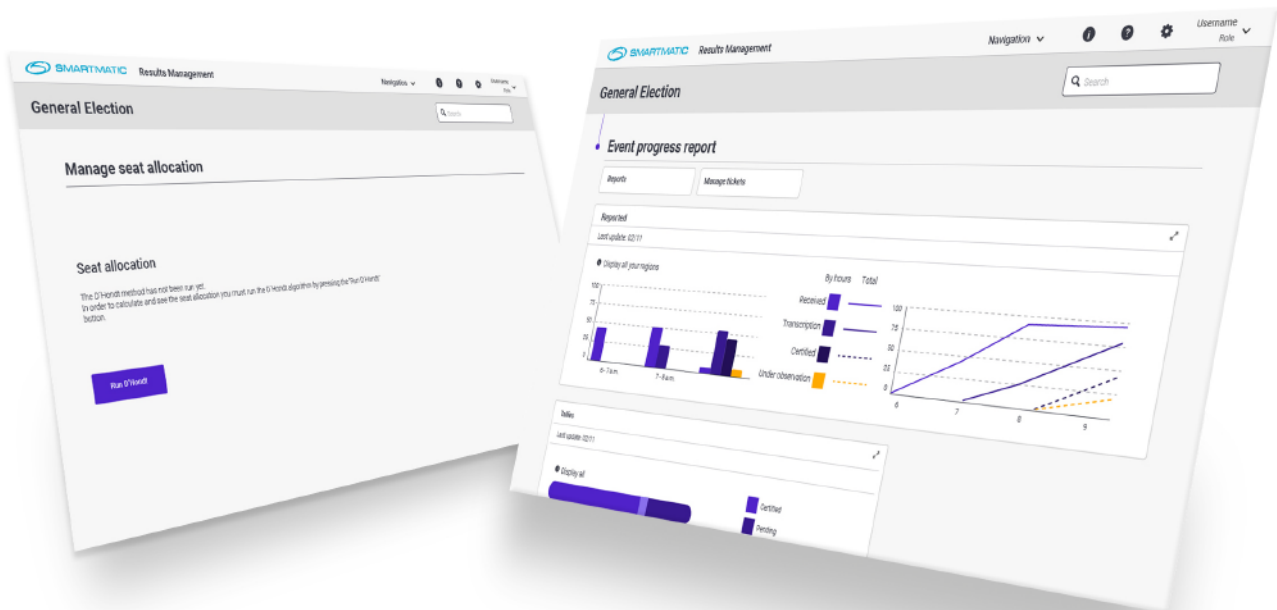 SMARTMATIC Results Management
Navigation
Username
Role
General Election
Search
Manage seat allocation
Seat allocation
The D'Hondt method has not been run yet.
In order to calculate and see the seat allocation you must run the D'Hondt algorithm by pressing the "Run D'Hondt"
button.
Run D'Hondt
SMARTMATIC Results Management
Navigation
Username
Role
General Election
Search
Event progress report
Reports
Manage tickets
Reported
Last update: 02/11
Display all your regions
By hours Total
100
75
50
25
0
6-7 a.m.
7-8 a.m.
Received
Transcription
Certified
Under observation
100
75
50
25
0
6
7
8
9
Tallies
Last update: 02/11
Display all
Certified
Pending